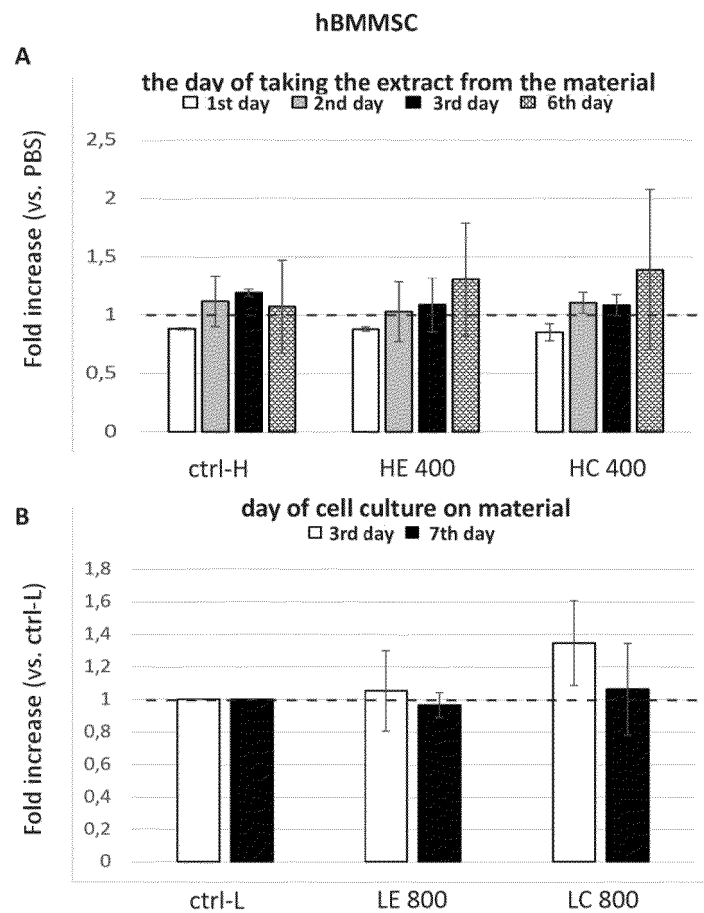 hBMMSC
A
the day of taking the extract from the material
1st day 2nd day 3rd day 6th day
Fold increase (vs. PBS)
2,5
2
1,5
1
0,5
0
ctrl-H HE 400 HC 400
B
day of cell culture on material
3rd day 7th day
Fold increase (vs. ctrl-L)
1,8
1,6
1,4
1,2
1
0,8
0,6
0,4
0,2
0
ctrl-L LE 800 LC 800